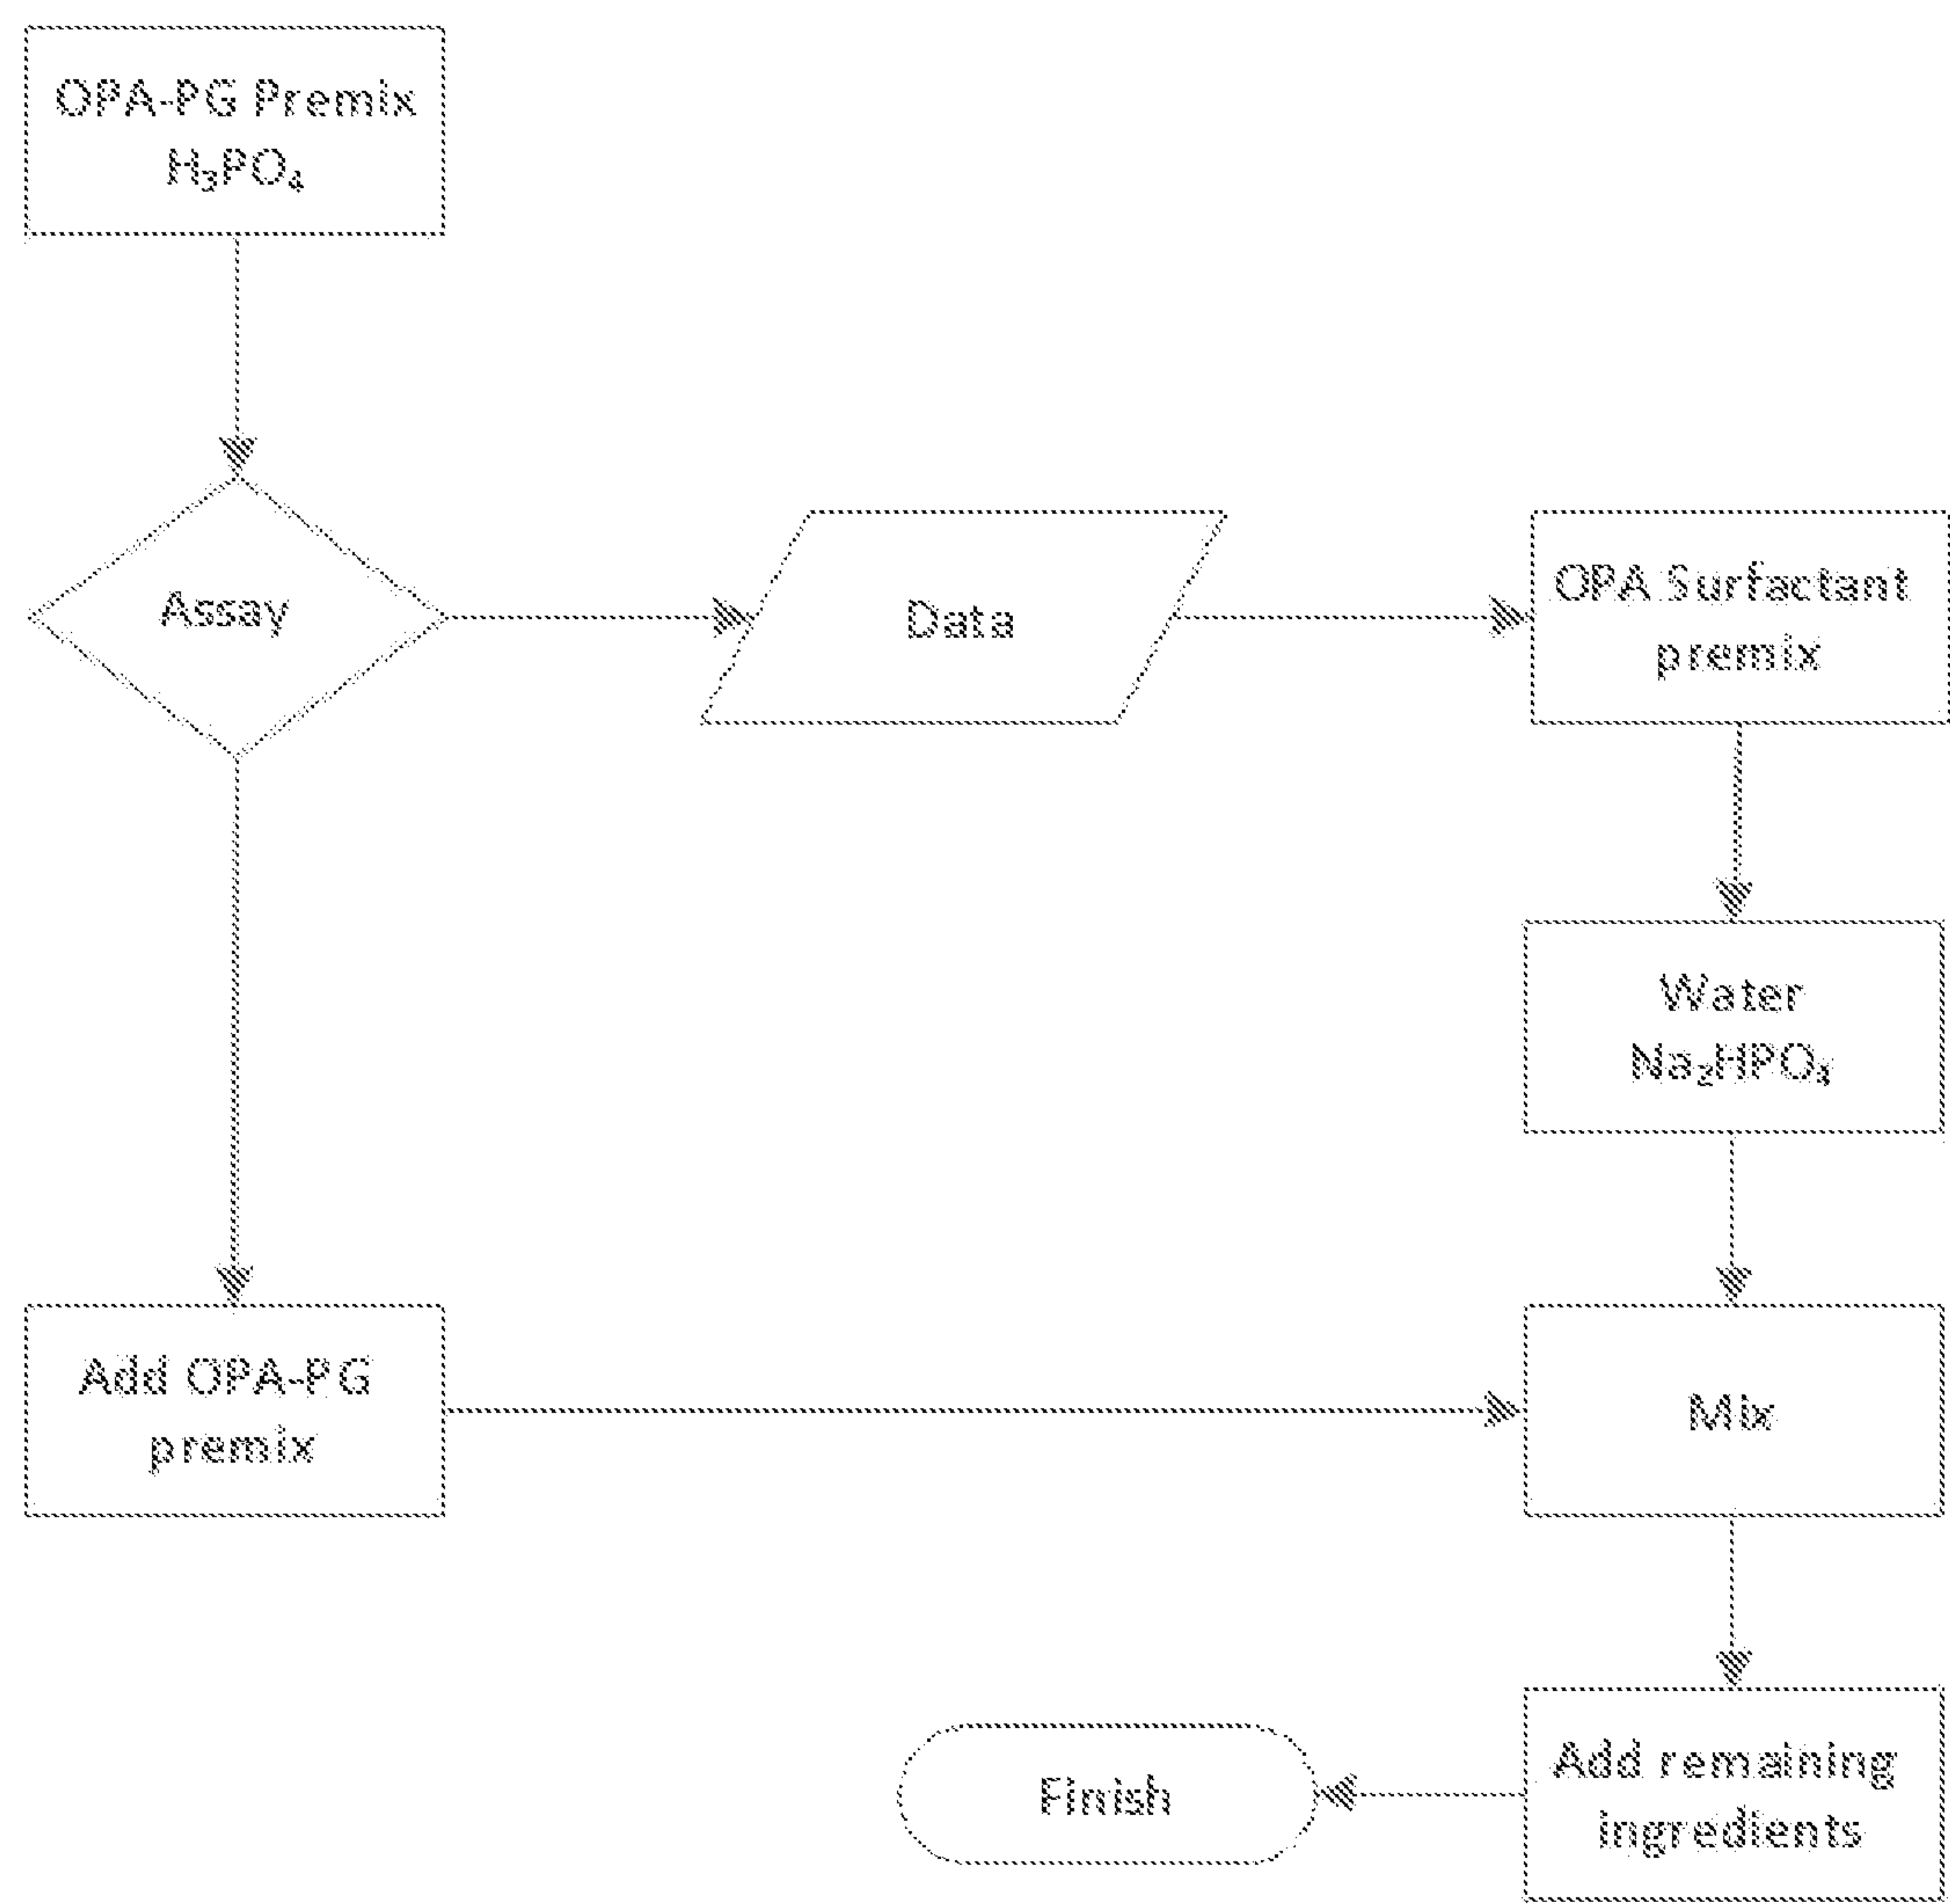 OPA-PG Premix
H₃PO₄
Assay
Data
OPA Surfactant
premix
Water
Na₂HPO₄
Add OPA-PG
premix
Mix
Add remaining
ingredients
Finish